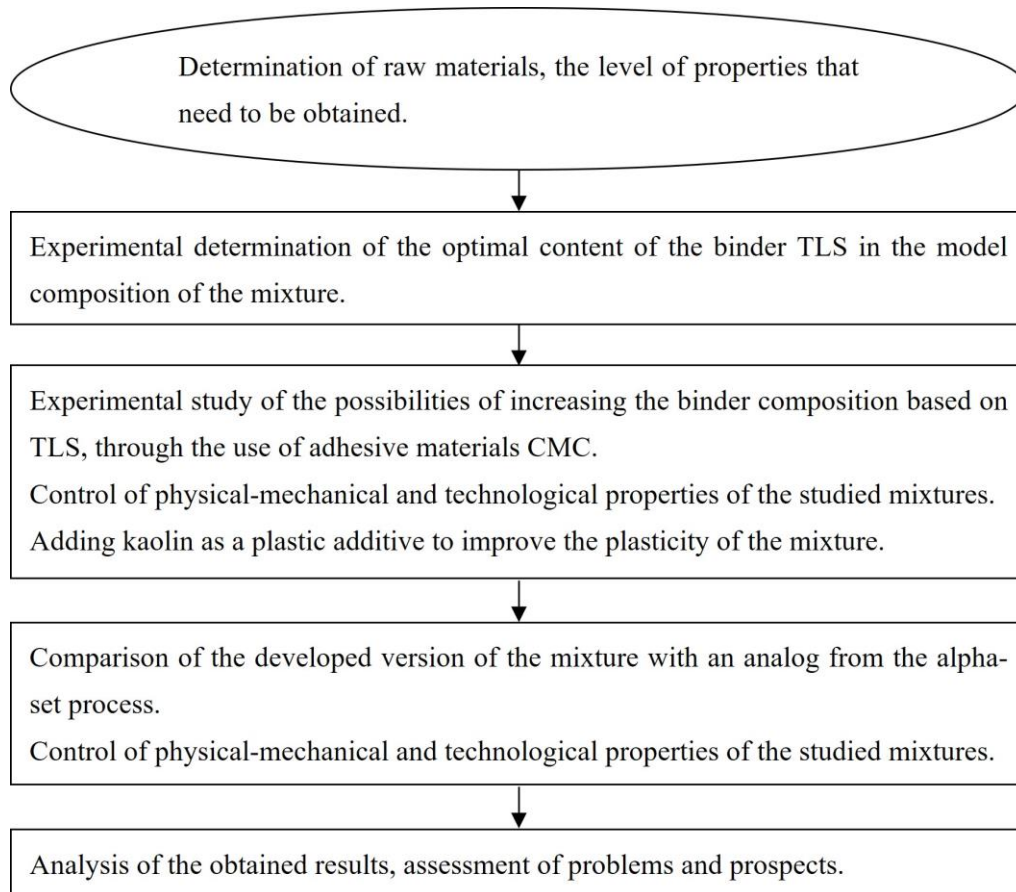 Determination of raw materials, the level of properties that
need to be obtained.
Experimental determination of the optimal content of the binder TLS in the model
composition of the mixture.
Experimental study of the possibilities of increasing the binder composition based on
TLS, through the use of adhesive materials CMC.
Control of physical-mechanical and technological properties of the studied mixtures.
Adding kaolin as a plastic additive to improve the plasticity of the mixture.
Comparison of the developed version of the mixture with an analog from the alpha-
set process.
Control of physical-mechanical and technological properties of the studied mixtures.
Analysis of the obtained results, assessment of problems and prospects.